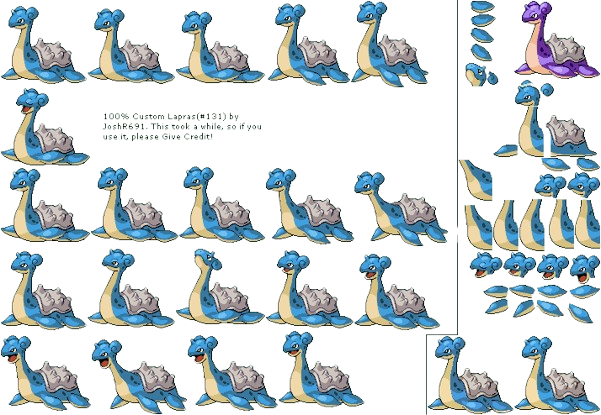 100% Custom Lapras(#131) by
JoshR691. This took a while, so if you
use it, please Give Credit!